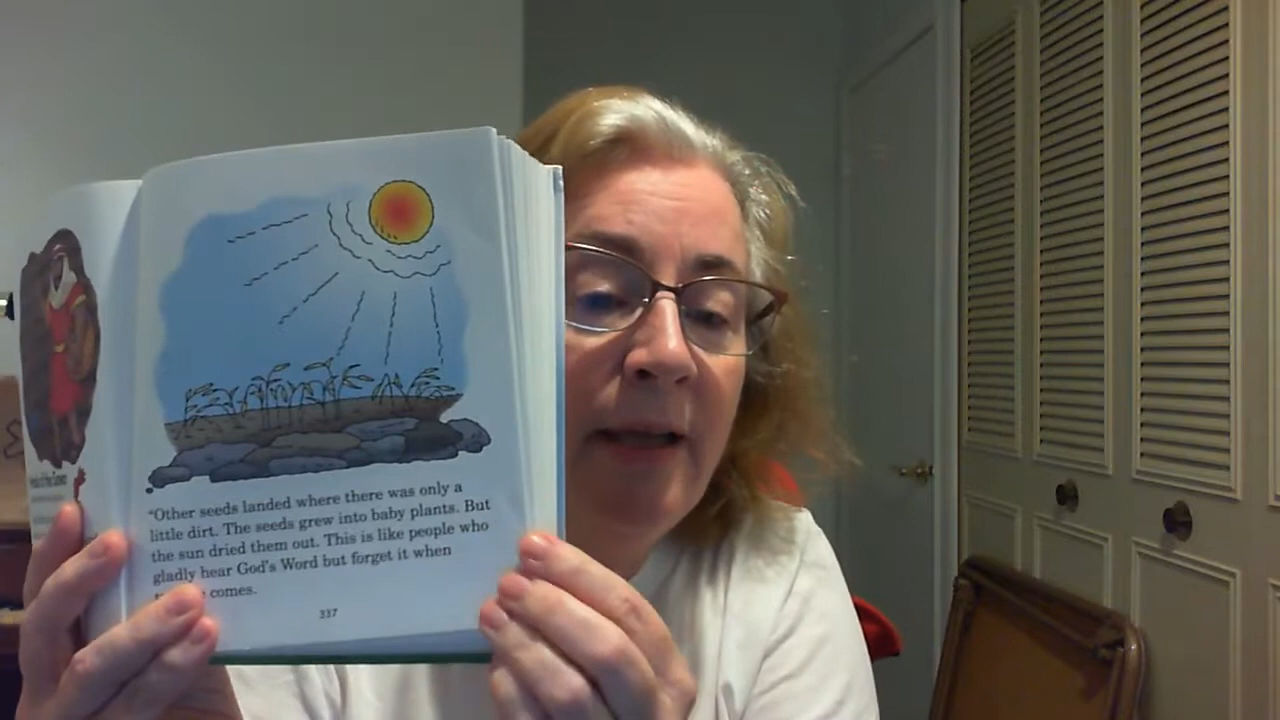 "Other seeds landed where there was only a
little dirt. The seeds grew into baby plants. But
the sun dried them out. This is like people who
gladly hear God's Word but forget it when
comes.
337